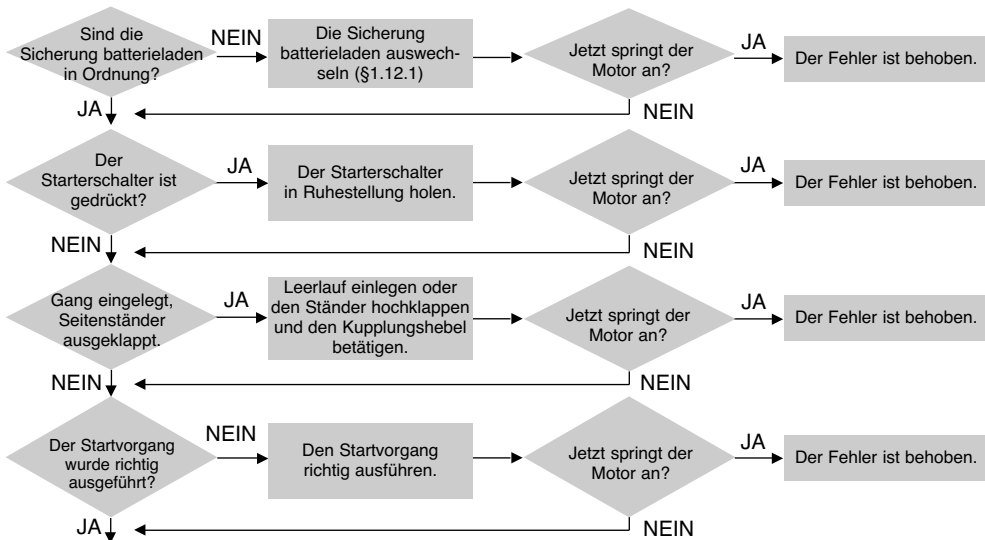 Sind die
Sicherung batterieladen
in Ordnung?
NEIN
Die Sicherung
batterieladen auswech-
seln (§1.12.1)
Jetzt springt der
Motor an?
JA
Der Fehler ist behoben.
JA
NEIN
Der
Starterschalter ist
gedrückt?
JA
Der Starterschalter
in Ruhestellung holen.
Jetzt springt der
Motor an?
JA
Der Fehler ist behoben.
NEIN
NEIN
Gang eingelegt,
Seitenständer
ausgeklappt.
JA
Leerlauf einlegen oder
den Ständer hochklappen
und den Kupplungshebel
betätigen.
Jetzt springt der
Motor an?
JA
Der Fehler ist behoben.
NEIN
NEIN
Der Startvorgang
wurde richtig
ausgeführt?
NEIN
Den Startvorgang
richtig ausführen.
Jetzt springt der
Motor an?
JA
Der Fehler ist behoben.
JA
NEIN